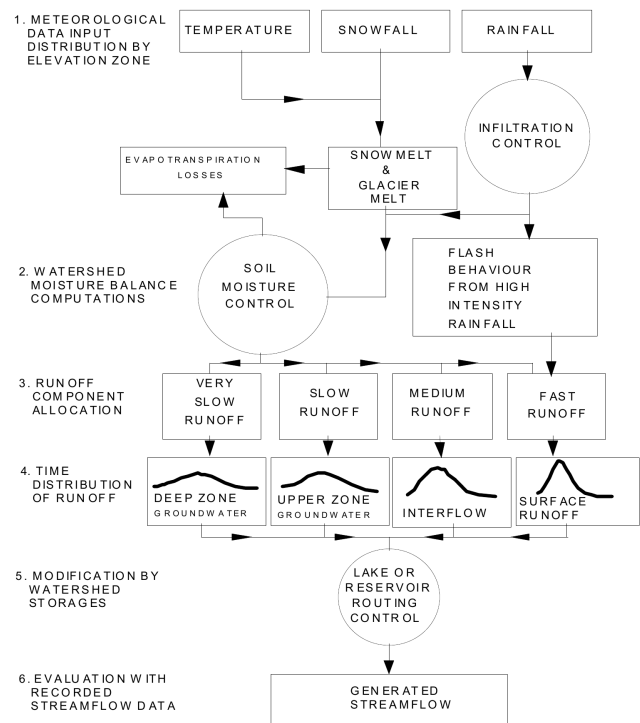 1. METEOROLOGICAL
DATA INPUT
DISTRIBUTION BY
ELEVATION ZONE
TEMPERATURE
SNOWFALL
RAINFALL
INFILTRATION
CONTROL
EVAPOTRANSPIRATION
LOSSES
SNOWMELT
&
GLACIER
MELT
2. WATERSHED
MOISTURE BALANCE
COMPUTATIONS
SOIL
MOISTURE
CONTROL
FLASH
BEHAVIOUR
FROM HIGH
INTENSITY
RAINFALL
3. RUNOFF
COMPONENT
ALLOCATION
VERY
SLOW
RUNOFF
SLOW
RUNOFF
MEDIUM
RUNOFF
FAST
RUNOFF
4. TIME
DISTRIBUTION
OF RUNOFF
DEEP ZONE
GROUNDWATER
UPPER ZONE
GROUNDWATER
INTERFLOW
SURFACE
RUNOFF
5. MODIFICATION BY
WATERSHED
STORAGES
LAKE OR
RESERVOIR
ROUTING
CONTROL
6. EVALUATION WITH
RECORDED
STREAMFLOW DATA
GENERATED
STREAMFLOW